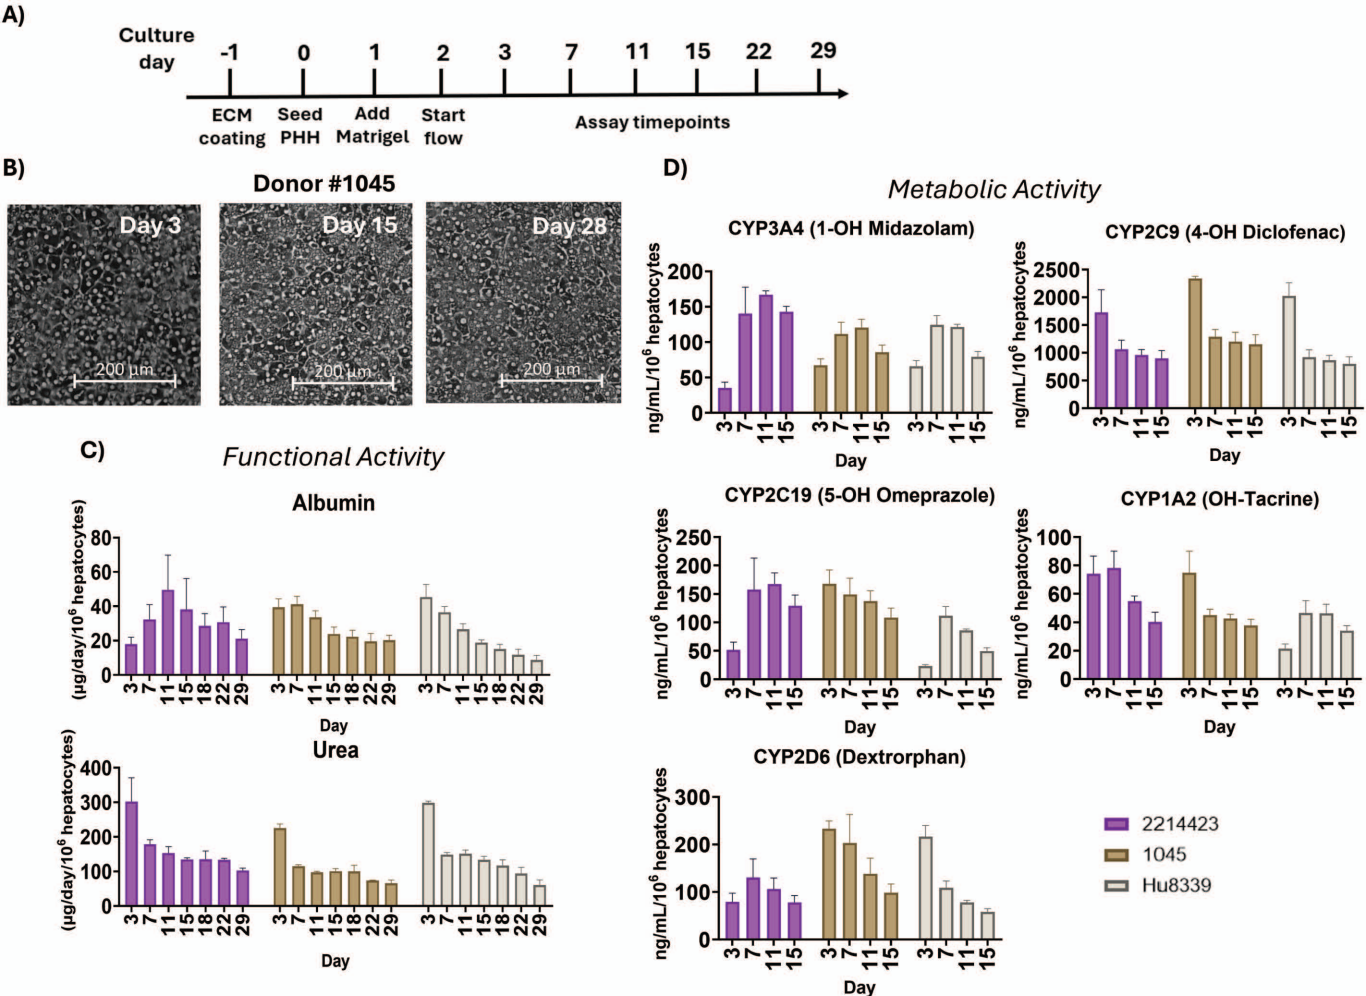 A)
Culture
day
-1 0 1 2 3 7 11 15 22 29
ECM
coating
Seed
PHH
Add
Matrigel
Start
flow
Assay timepoints
B)
Donor #1045
Day 3
200 µm
Day 15
200 µm
Day 28
200 µm
C)
Functional Activity
Albumin
(µg/day/10⁶ hepatocytes)
80
60
40
20
0
3 7 11 15 18 22 29 3 7 11 15 18 22 29 3 7 11 15 18 22 29
Day
Urea
(µg/day/10⁶ hepatocytes)
400
300
200
100
0
3 7 11 15 18 22 29 3 7 11 15 18 22 29 3 7 11 15 18 22 29
Day
D)
Metabolic Activity
CYP3A4 (1-OH Midazolam)
ng/mL/10⁶ hepatocytes
200
150
100
50
0
3 7 11 15 3 7 11 15 3 7 11 15
Day
CYP2C9 (4-OH Diclofenac)
ng/mL/10⁶ hepatocytes
2500
2000
1500
1000
500
0
3 7 11 15 3 7 11 15 3 7 11 15
Day
CYP2C19 (5-OH Omeprazole)
ng/mL/10⁶ hepatocytes
250
200
150
100
50
0
3 7 11 15 3 7 11 15 3 7 11 15
Day
CYP1A2 (OH-Tacrine)
ng/mL/10⁶ hepatocytes
100
80
60
40
20
0
3 7 11 15 3 7 11 15 3 7 11 15
Day
CYP2D6 (Dextrorphan)
ng/mL/10⁶ hepatocytes
300
200
100
0
3 7 11 15 3 7 11 15 3 7 11 15
Day
2214423
1045
Hu8339